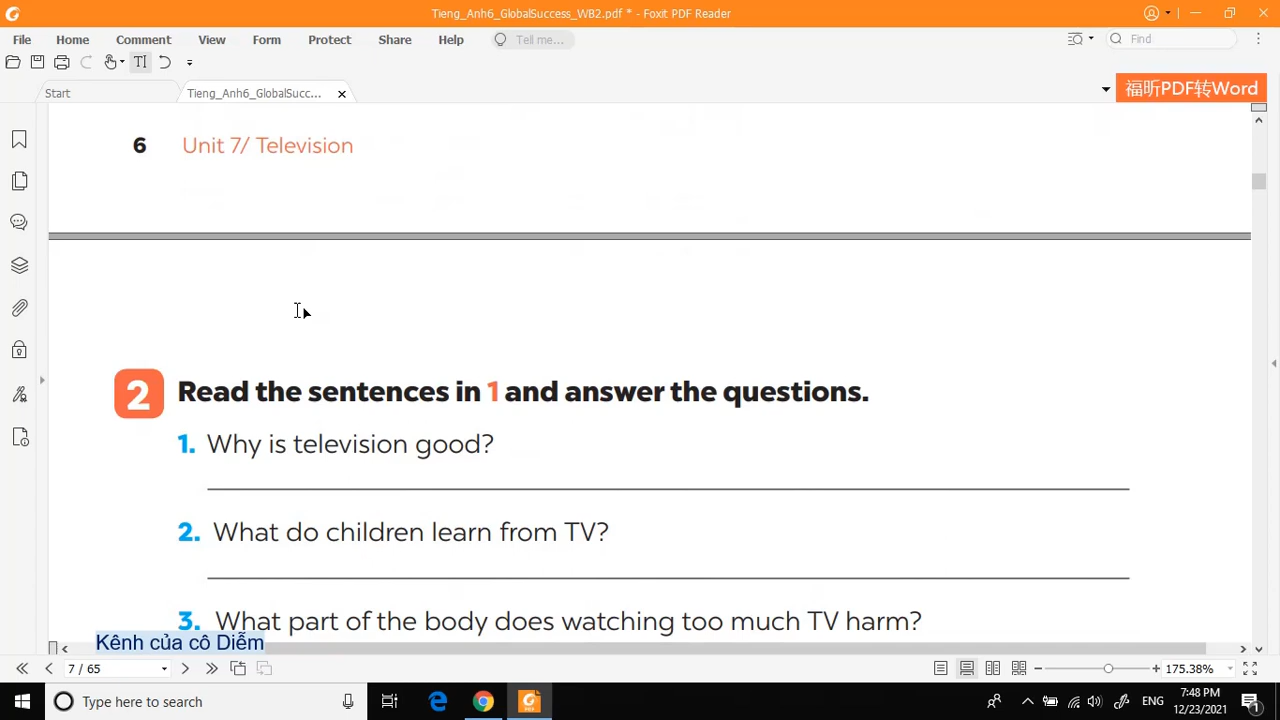 Tieng_Anh6_GlobalSuccess_WB2.pdf * - Foxit PDF Reader
File Home Comment View Form Protect Share Help Tell me... Find
Start Tieng_Anh6_GlobalSucc... 福昕PDF转Word
6 Unit 7/ Television
2 Read the sentences in 1 and answer the questions.
1. Why is television good?
2. What do children learn from TV?
3. What part of the body does watching too much TV harm?
Kênh của cô Diễm
7 / 65 175.38%
Type here to search ENG 7:48 PM
12/23/2021 1